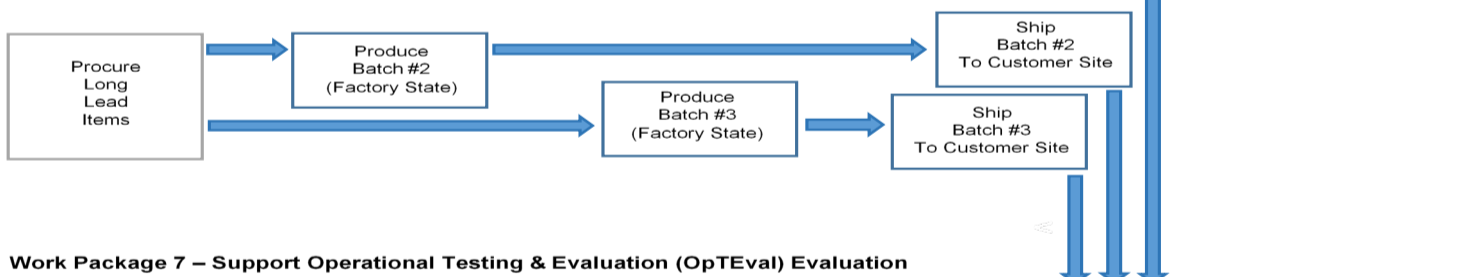 Procure
Long
Lead
Items
Produce
Batch #2
(Factory State)
Ship
Batch #2
To Customer Site
Produce
Batch #3
(Factory State)
Ship
Batch #3
To Customer Site
Work Package 7 – Support Operational Testing & Evaluation (OpTEval) Evaluation